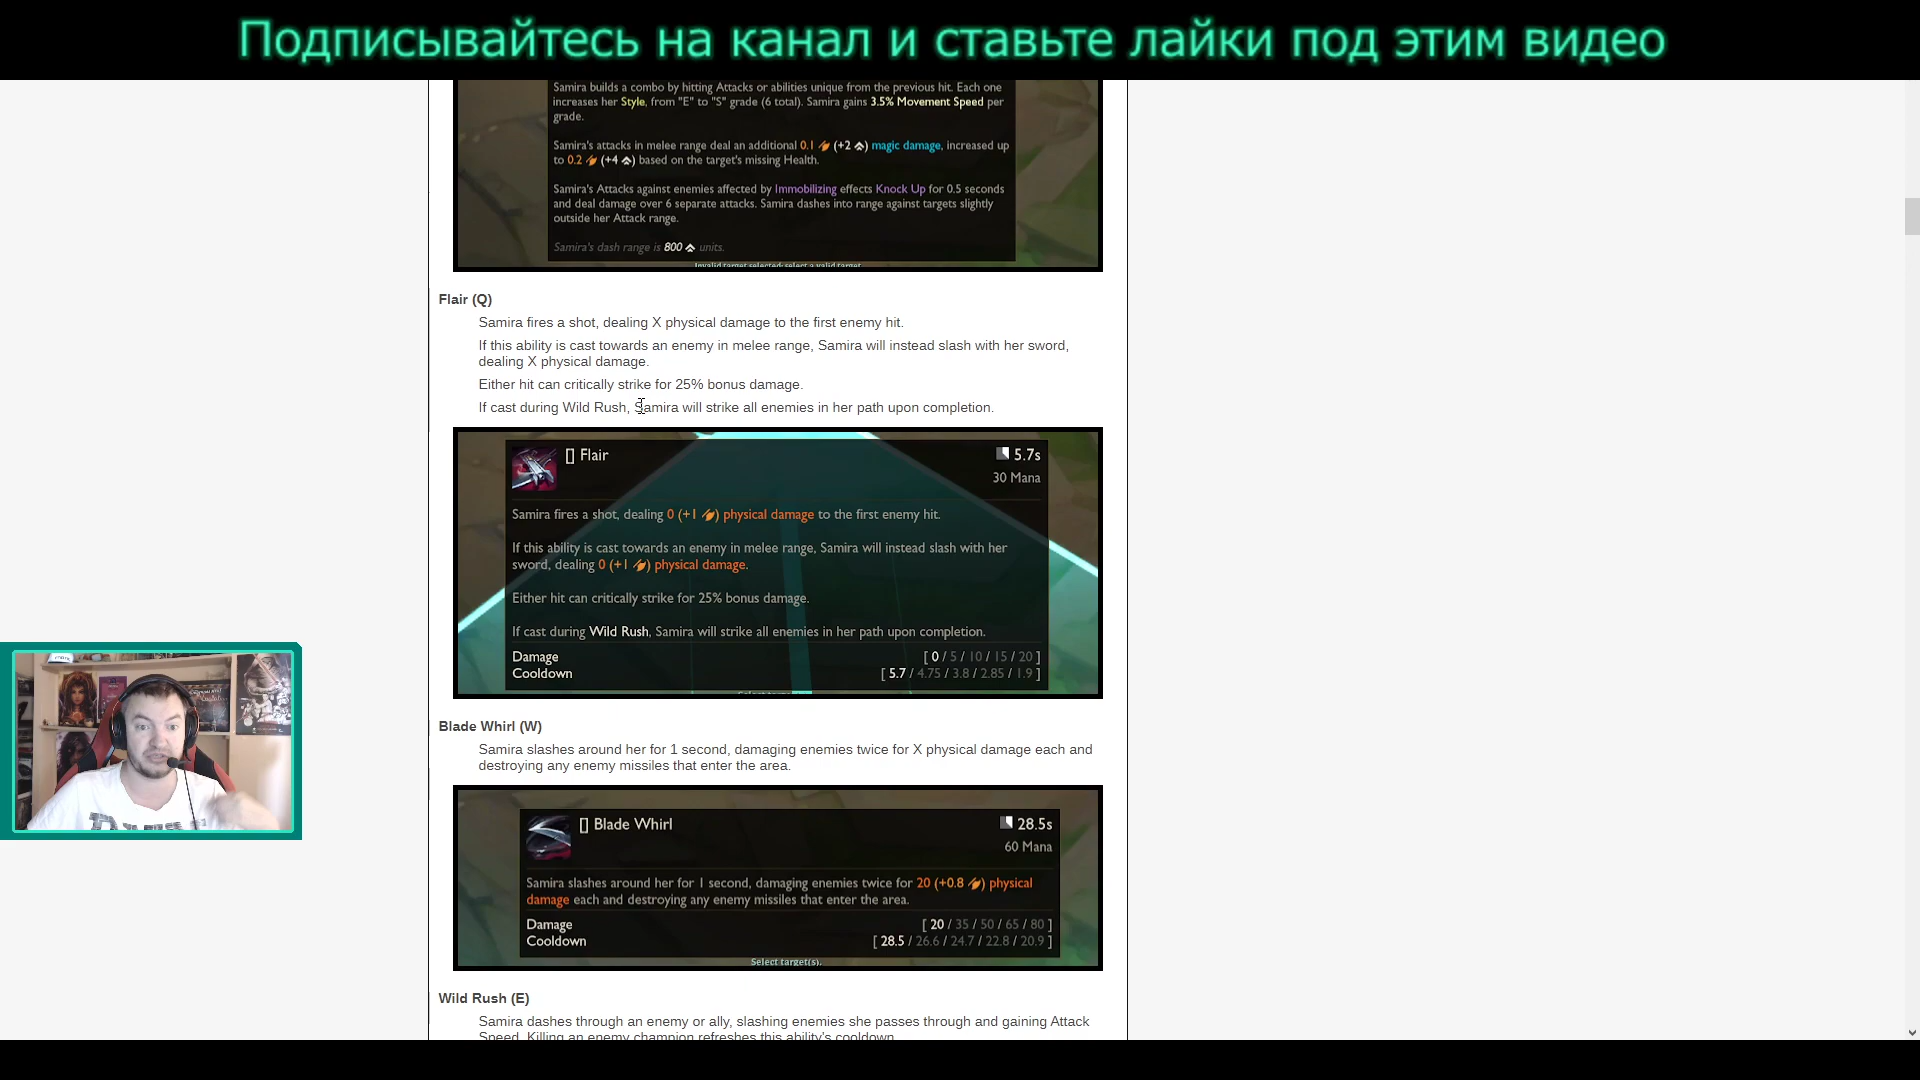 Подписывайтесь на канал и ставьте лайки под этим видео
Samira builds a combo by hitting Attacks or abilities unique from the previous hit. Each one
increases her Style, from "E" to "S" grade (6 total). Samira gains 3.5% Movement Speed per
grade.
Samira's attacks in melee range deal an additional 0.1 (+2) magic damage, increased up
to 0.2 (+4) based on the target's missing Health.
Samira's Attacks against enemies affected by Immobilizing effects Knock Up for 0.5 seconds
and deal damage over 6 separate attacks. Samira dashes into range against targets slightly
outside her Attack range.
Samira's dash range is 800 units.
Invalid target selected; select a valid target
Flair (Q)
Samira fires a shot, dealing X physical damage to the first enemy hit.
If this ability is cast towards an enemy in melee range, Samira will instead slash with her sword,
dealing X physical damage.
Either hit can critically strike for 25% bonus damage.
If cast during Wild Rush, Samira will strike all enemies in her path upon completion.
[] Flair
5.7s
30 Mana
Samira fires a shot, dealing 0 (+1) physical damage to the first enemy hit.
If this ability is cast towards an enemy in melee range, Samira will instead slash with her
sword, dealing 0 (+1) physical damage.
Either hit can critically strike for 25% bonus damage.
If cast during Wild Rush, Samira will strike all enemies in her path upon completion.
Damage [ 0 / 5 / 10 / 15 / 20 ]
Cooldown [ 5.7 / 4.75 / 3.8 / 2.85 / 1.9 ]
Blade Whirl (W)
Samira slashes around her for 1 second, damaging enemies twice for X physical damage each and
destroying any enemy missiles that enter the area.
[] Blade Whirl
28.5s
60 Mana
Samira slashes around her for 1 second, damaging enemies twice for 20 (+0.8) physical
damage each and destroying any enemy missiles that enter the area.
Damage [ 20 / 35 / 50 / 65 / 80 ]
Cooldown [ 28.5 / 26.6 / 24.7 / 22.8 / 20.9 ]
Select target(s).
Wild Rush (E)
Samira dashes through an enemy or ally, slashing enemies she passes through and gaining Attack
Speed. Killing an enemy champion refreshes this ability's cooldown.